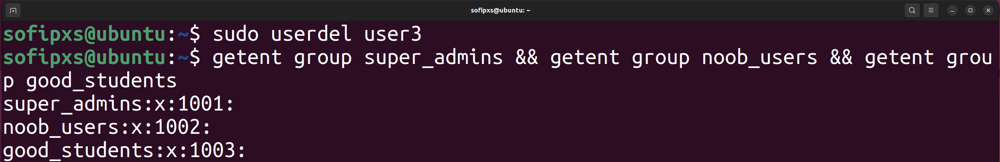 sofipxs@ubuntu: ~
sofipxs@ubuntu:~$ sudo userdel user3
sofipxs@ubuntu:~$ getent group super_admins && getent group noob_users && getent grou
p good_students
super_admins:x:1001:
noob_users:x:1002:
good_students:x:1003: